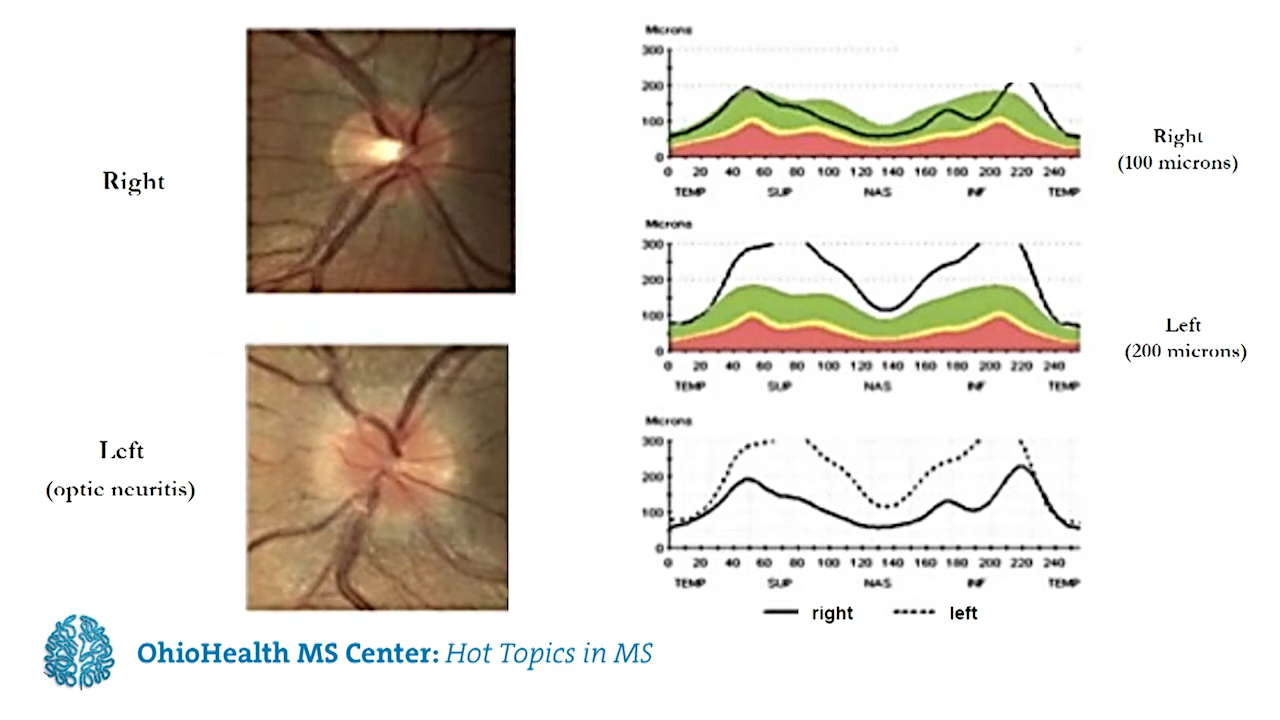 Right
Left
(optic neuritis)
Microns
300
200
100
0
0 20 40 60 80 100 120 140 160 180 200 220 240
TEMP SUP NAS INF TEMP
Right
(100 microns)
Microns
300
200
100
0
0 20 40 60 80 100 120 140 160 180 200 220 240
TEMP SUP NAS INF TEMP
Left
(200 microns)
Microns
300
200
100
0
0 20 40 60 80 100 120 140 160 180 200 220 240
TEMP SUP NAS INF TEMP
right left
OhioHealth MS Center: Hot Topics in MS